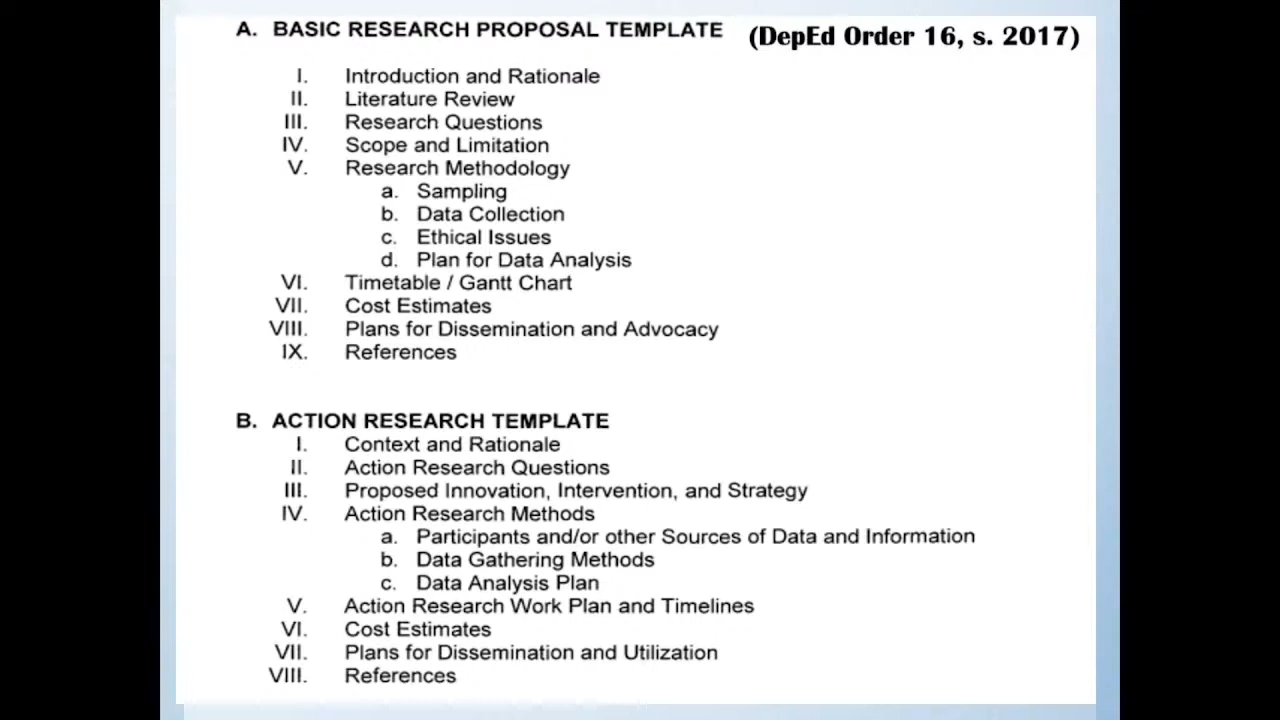 A. BASIC RESEARCH PROPOSAL TEMPLATE (DepEd Order 16, s. 2017)
I. Introduction and Rationale
II. Literature Review
III. Research Questions
IV. Scope and Limitation
V. Research Methodology
a. Sampling
b. Data Collection
c. Ethical Issues
d. Plan for Data Analysis
VI. Timetable / Gantt Chart
VII. Cost Estimates
VIII. Plans for Dissemination and Advocacy
IX. References
B. ACTION RESEARCH TEMPLATE
I. Context and Rationale
II. Action Research Questions
III. Proposed Innovation, Intervention, and Strategy
IV. Action Research Methods
a. Participants and/or other Sources of Data and Information
b. Data Gathering Methods
c. Data Analysis Plan
V. Action Research Work Plan and Timelines
VI. Cost Estimates
VII. Plans for Dissemination and Utilization
VIII. References